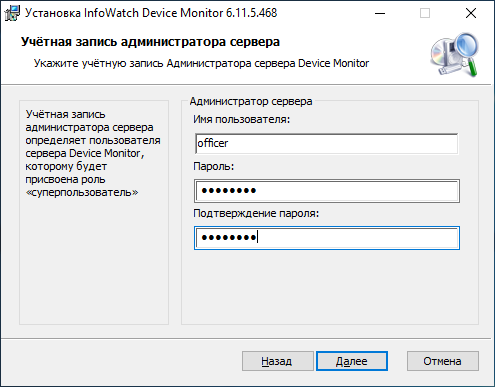 Установка InfoWatch Device Monitor 6.11.5.468
Учётная запись администратора сервера
Укажите учётную запись Администратора сервера Device Monitor
Учётная запись
администратора сервера
определяет пользователя
сервера Device Monitor,
которому будет
присвоена роль
«суперпользователь»
Администратор сервера
Имя пользователя:
officer
Пароль:
●●●●●●●●
Подтверждение пароля:
●●●●●●●●
Назад
Далее
Отмена